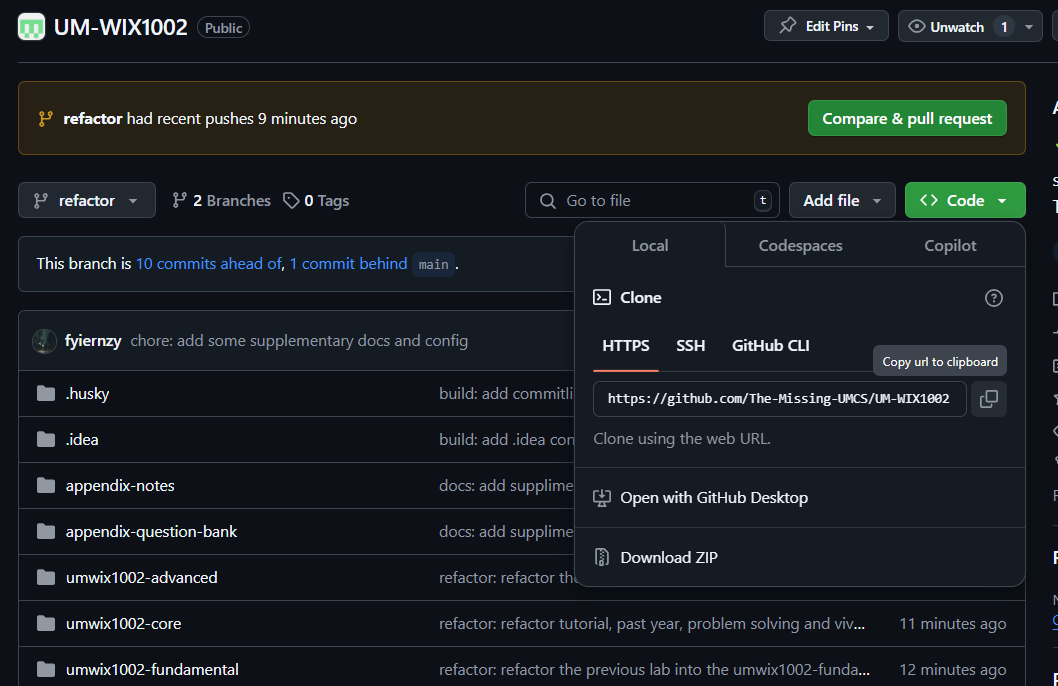 UM-WIX1002 Public Edit Pins Unwatch 1
refactor had recent pushes 9 minutes ago Compare & pull request
refactor 2 Branches 0 Tags Go to file t Add file Code
This branch is 10 commits ahead of, 1 commit behind main .
fyiernzy chore: add some supplementary docs and config
.husky build: add commitli
.idea build: add .idea con
appendix-notes docs: add supplime
appendix-question-bank docs: add supplime
umwix1002-advanced refactor: refactor the
umwix1002-core refactor: refactor tutorial, past year, problem solving and viv... 11 minutes ago
umwix1002-fundamental refactor: refactor the previous lab into the umwix1002-funda... 12 minutes ago
Local Codespaces Copilot
Clone
HTTPS SSH GitHub CLI
Copy url to clipboard
https://github.com/The-Missing-UMCS/UM-WIX1002
Clone using the web URL.
Open with GitHub Desktop
Download ZIP